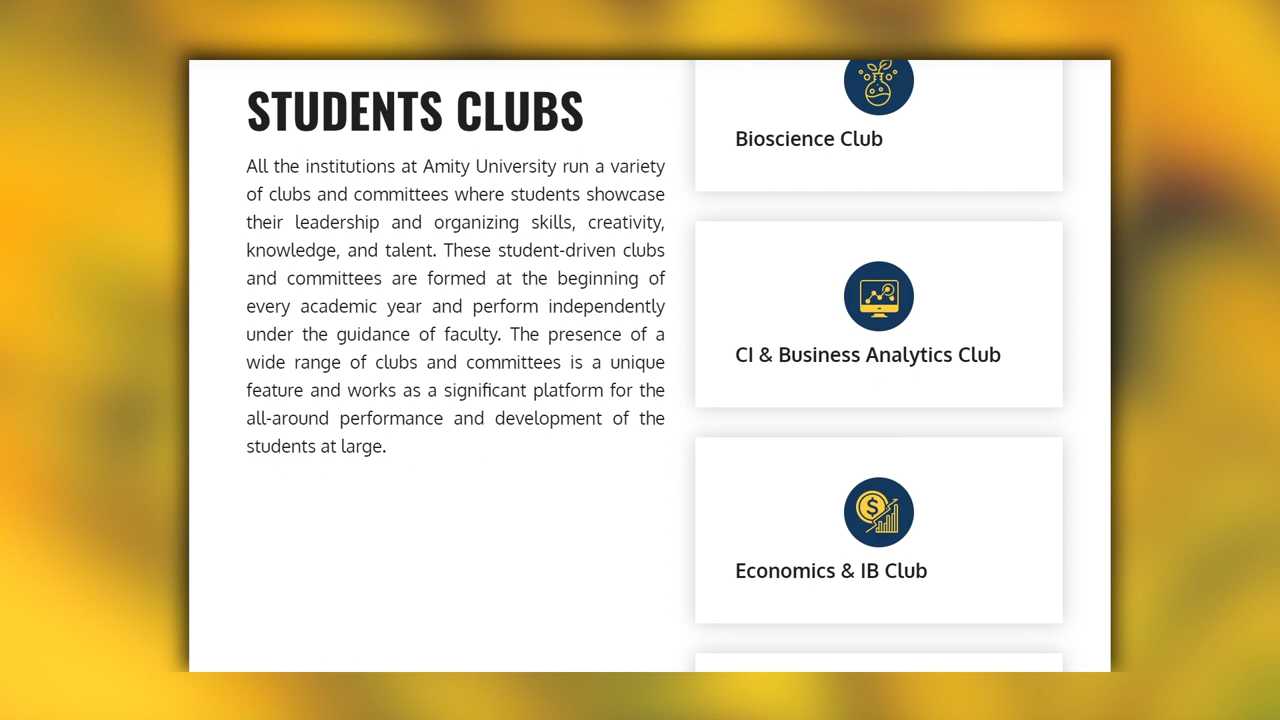 STUDENTS CLUBS
All the institutions at Amity University run a variety
of clubs and committees where students showcase
their leadership and organizing skills, creativity,
knowledge, and talent. These student-driven clubs
and committees are formed at the beginning of
every academic year and perform independently
under the guidance of faculty. The presence of a
wide range of clubs and committees is a unique
feature and works as a significant platform for the
all-around performance and development of the
students at large.
Bioscience Club
CI & Business Analytics Club
Economics & IB Club